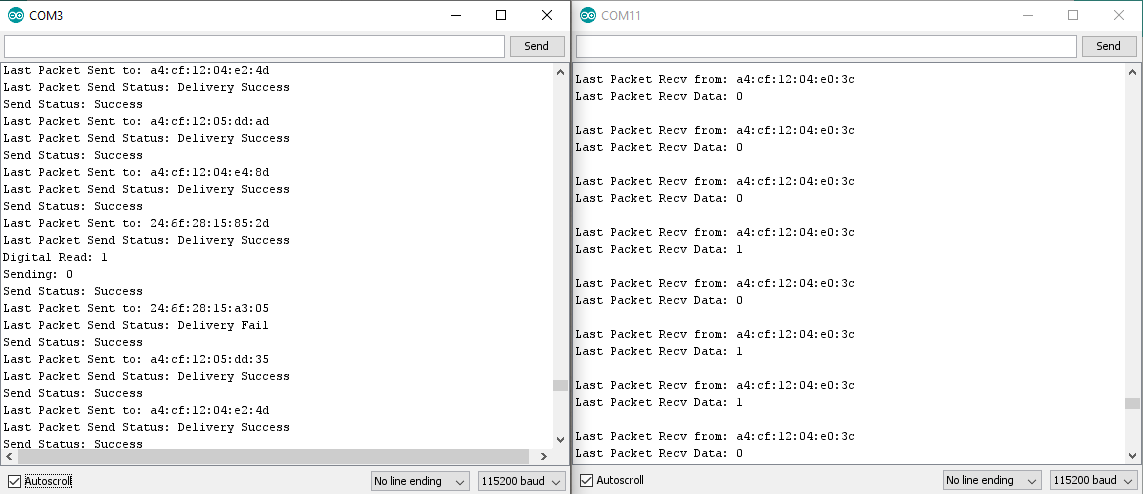 COM3
Send
Last Packet Sent to: a4:cf:12:04:e2:4d
Last Packet Send Status: Delivery Success
Send Status: Success
Last Packet Sent to: a4:cf:12:05:dd:ad
Last Packet Send Status: Delivery Success
Send Status: Success
Last Packet Sent to: a4:cf:12:04:e4:8d
Last Packet Send Status: Delivery Success
Send Status: Success
Last Packet Sent to: 24:6f:28:15:85:2d
Last Packet Send Status: Delivery Success
Digital Read: 1
Sending: 0
Send Status: Success
Last Packet Sent to: 24:6f:28:15:a3:05
Last Packet Send Status: Delivery Fail
Send Status: Success
Last Packet Sent to: a4:cf:12:05:dd:35
Last Packet Send Status: Delivery Success
Send Status: Success
Last Packet Sent to: a4:cf:12:04:e2:4d
Last Packet Send Status: Delivery Success
Send Status: Success
Autoscroll
No line ending
115200 baud
COM11
Send
Last Packet Recv from: a4:cf:12:04:e0:3c
Last Packet Recv Data: 0
Last Packet Recv from: a4:cf:12:04:e0:3c
Last Packet Recv Data: 0
Last Packet Recv from: a4:cf:12:04:e0:3c
Last Packet Recv Data: 0
Last Packet Recv from: a4:cf:12:04:e0:3c
Last Packet Recv Data: 1
Last Packet Recv from: a4:cf:12:04:e0:3c
Last Packet Recv Data: 0
Last Packet Recv from: a4:cf:12:04:e0:3c
Last Packet Recv Data: 1
Last Packet Recv from: a4:cf:12:04:e0:3c
Last Packet Recv Data: 1
Last Packet Recv from: a4:cf:12:04:e0:3c
Last Packet Recv Data: 0
Autoscroll
No line ending
115200 baud